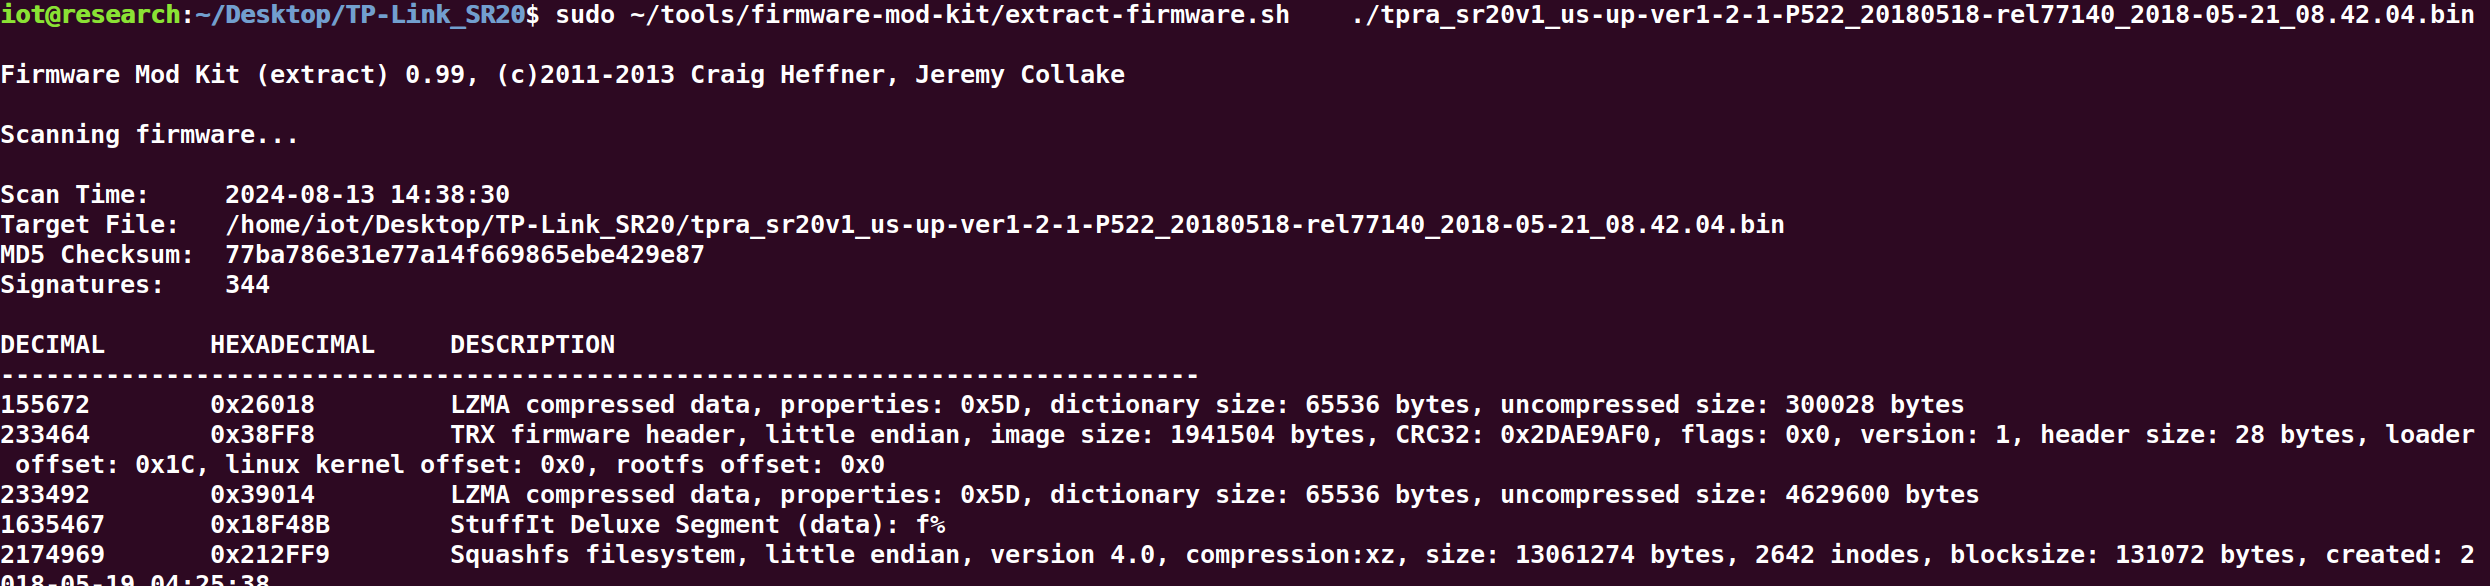 iot@research:~/Desktop/TP-Link_SR20$ sudo ~/tools/firmware-mod-kit/extract-firmware.sh    ./tpra_sr20v1_us-up-ver1-2-1-P522_20180518-rel77140_2018-05-21_08.42.04.bin
Firmware Mod Kit (extract) 0.99, (c)2011-2013 Craig Heffner, Jeremy Collake
Scanning firmware...
Scan Time:     2024-08-13 14:38:30
Target File:   /home/iot/Desktop/TP-Link_SR20/tpra_sr20v1_us-up-ver1-2-1-P522_20180518-rel77140_2018-05-21_08.42.04.bin
MD5 Checksum:  77ba786e31e77a14f669865ebe429e87
Signatures:    344
DECIMAL       HEXADECIMAL     DESCRIPTION
--------------------------------------------------------------------------------
155672        0x26018         LZMA compressed data, properties: 0x5D, dictionary size: 65536 bytes, uncompressed size: 300028 bytes
233464        0x38FF8         TRX firmware header, little endian, image size: 1941504 bytes, CRC32: 0x2DAE9AF0, flags: 0x0, version: 1, header size: 28 bytes, loader
 offset: 0x1C, linux kernel offset: 0x0, rootfs offset: 0x0
233492        0x39014         LZMA compressed data, properties: 0x5D, dictionary size: 65536 bytes, uncompressed size: 4629600 bytes
1635467       0x18F48B        StuffIt Deluxe Segment (data): f%
2174969       0x212FF9        Squashfs filesystem, little endian, version 4.0, compression:xz, size: 13061274 bytes, 2642 inodes, blocksize: 131072 bytes, created: 2
018-05-19 04:25:38